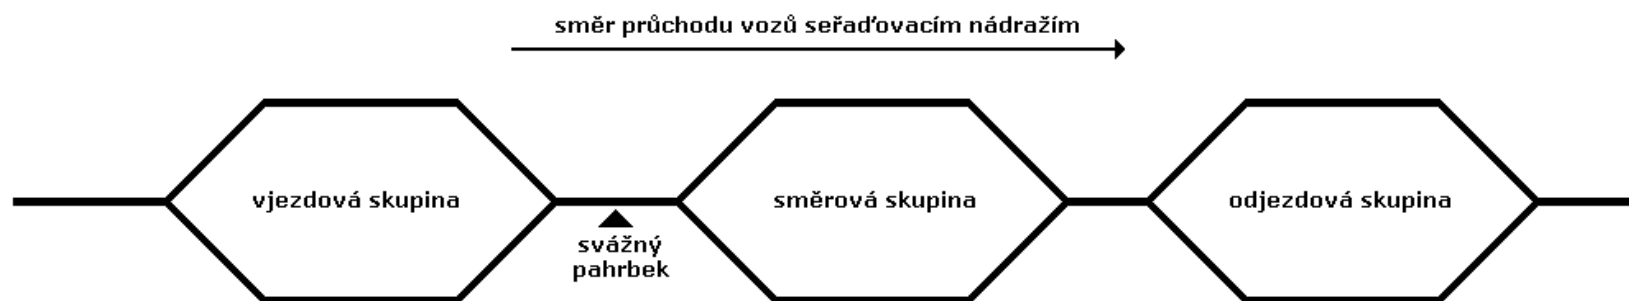 směr průchodu vozů seřaďovacím nádražím
vjezdová skupina
směrová skupina
odjezdová skupina
svážný
pahrbek